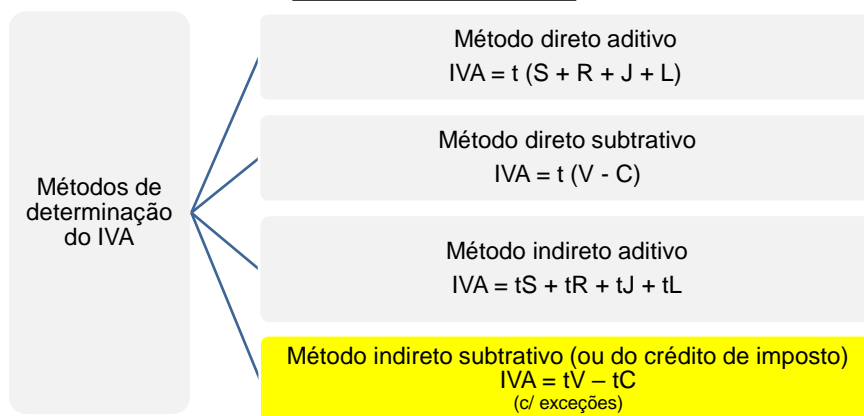 Métodos de
determinação
do IVA
Método direto aditivo
IVA = t (S + R + J + L)
Método direto subtrativo
IVA = t (V - C)
Método indireto aditivo
IVA = tS + tR + tJ + tL
Método indireto subtrativo (ou do crédito de imposto)
IVA = tV – tC
(c/ exceções)